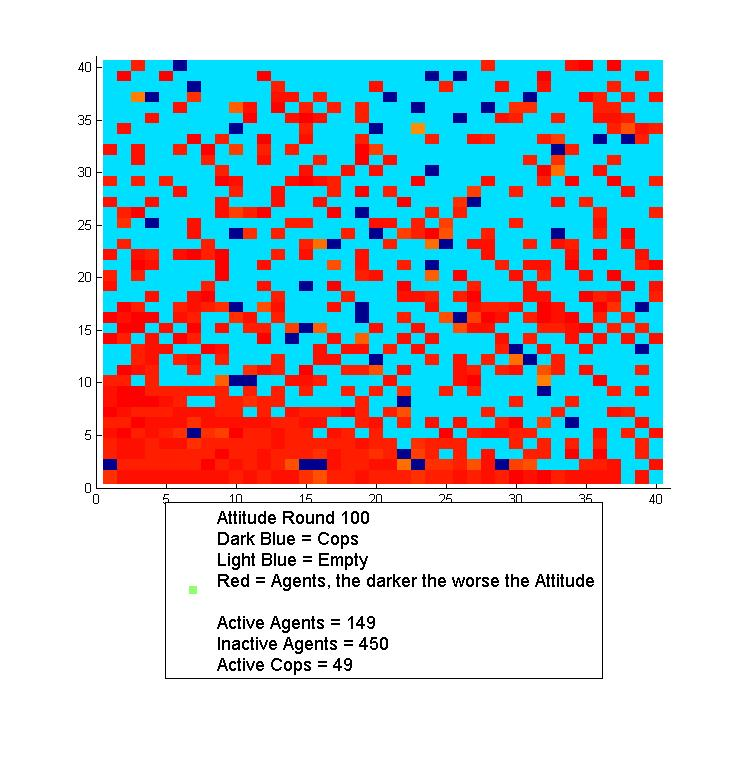 40
35
30
25
20
15
10
5
0
0 5 10 15 20 25 30 35 40
Attitude Round 100
Dark Blue = Cops
Light Blue = Empty
Red = Agents, the darker the worse the Attitude
Active Agents = 149
Inactive Agents = 450
Active Cops = 49